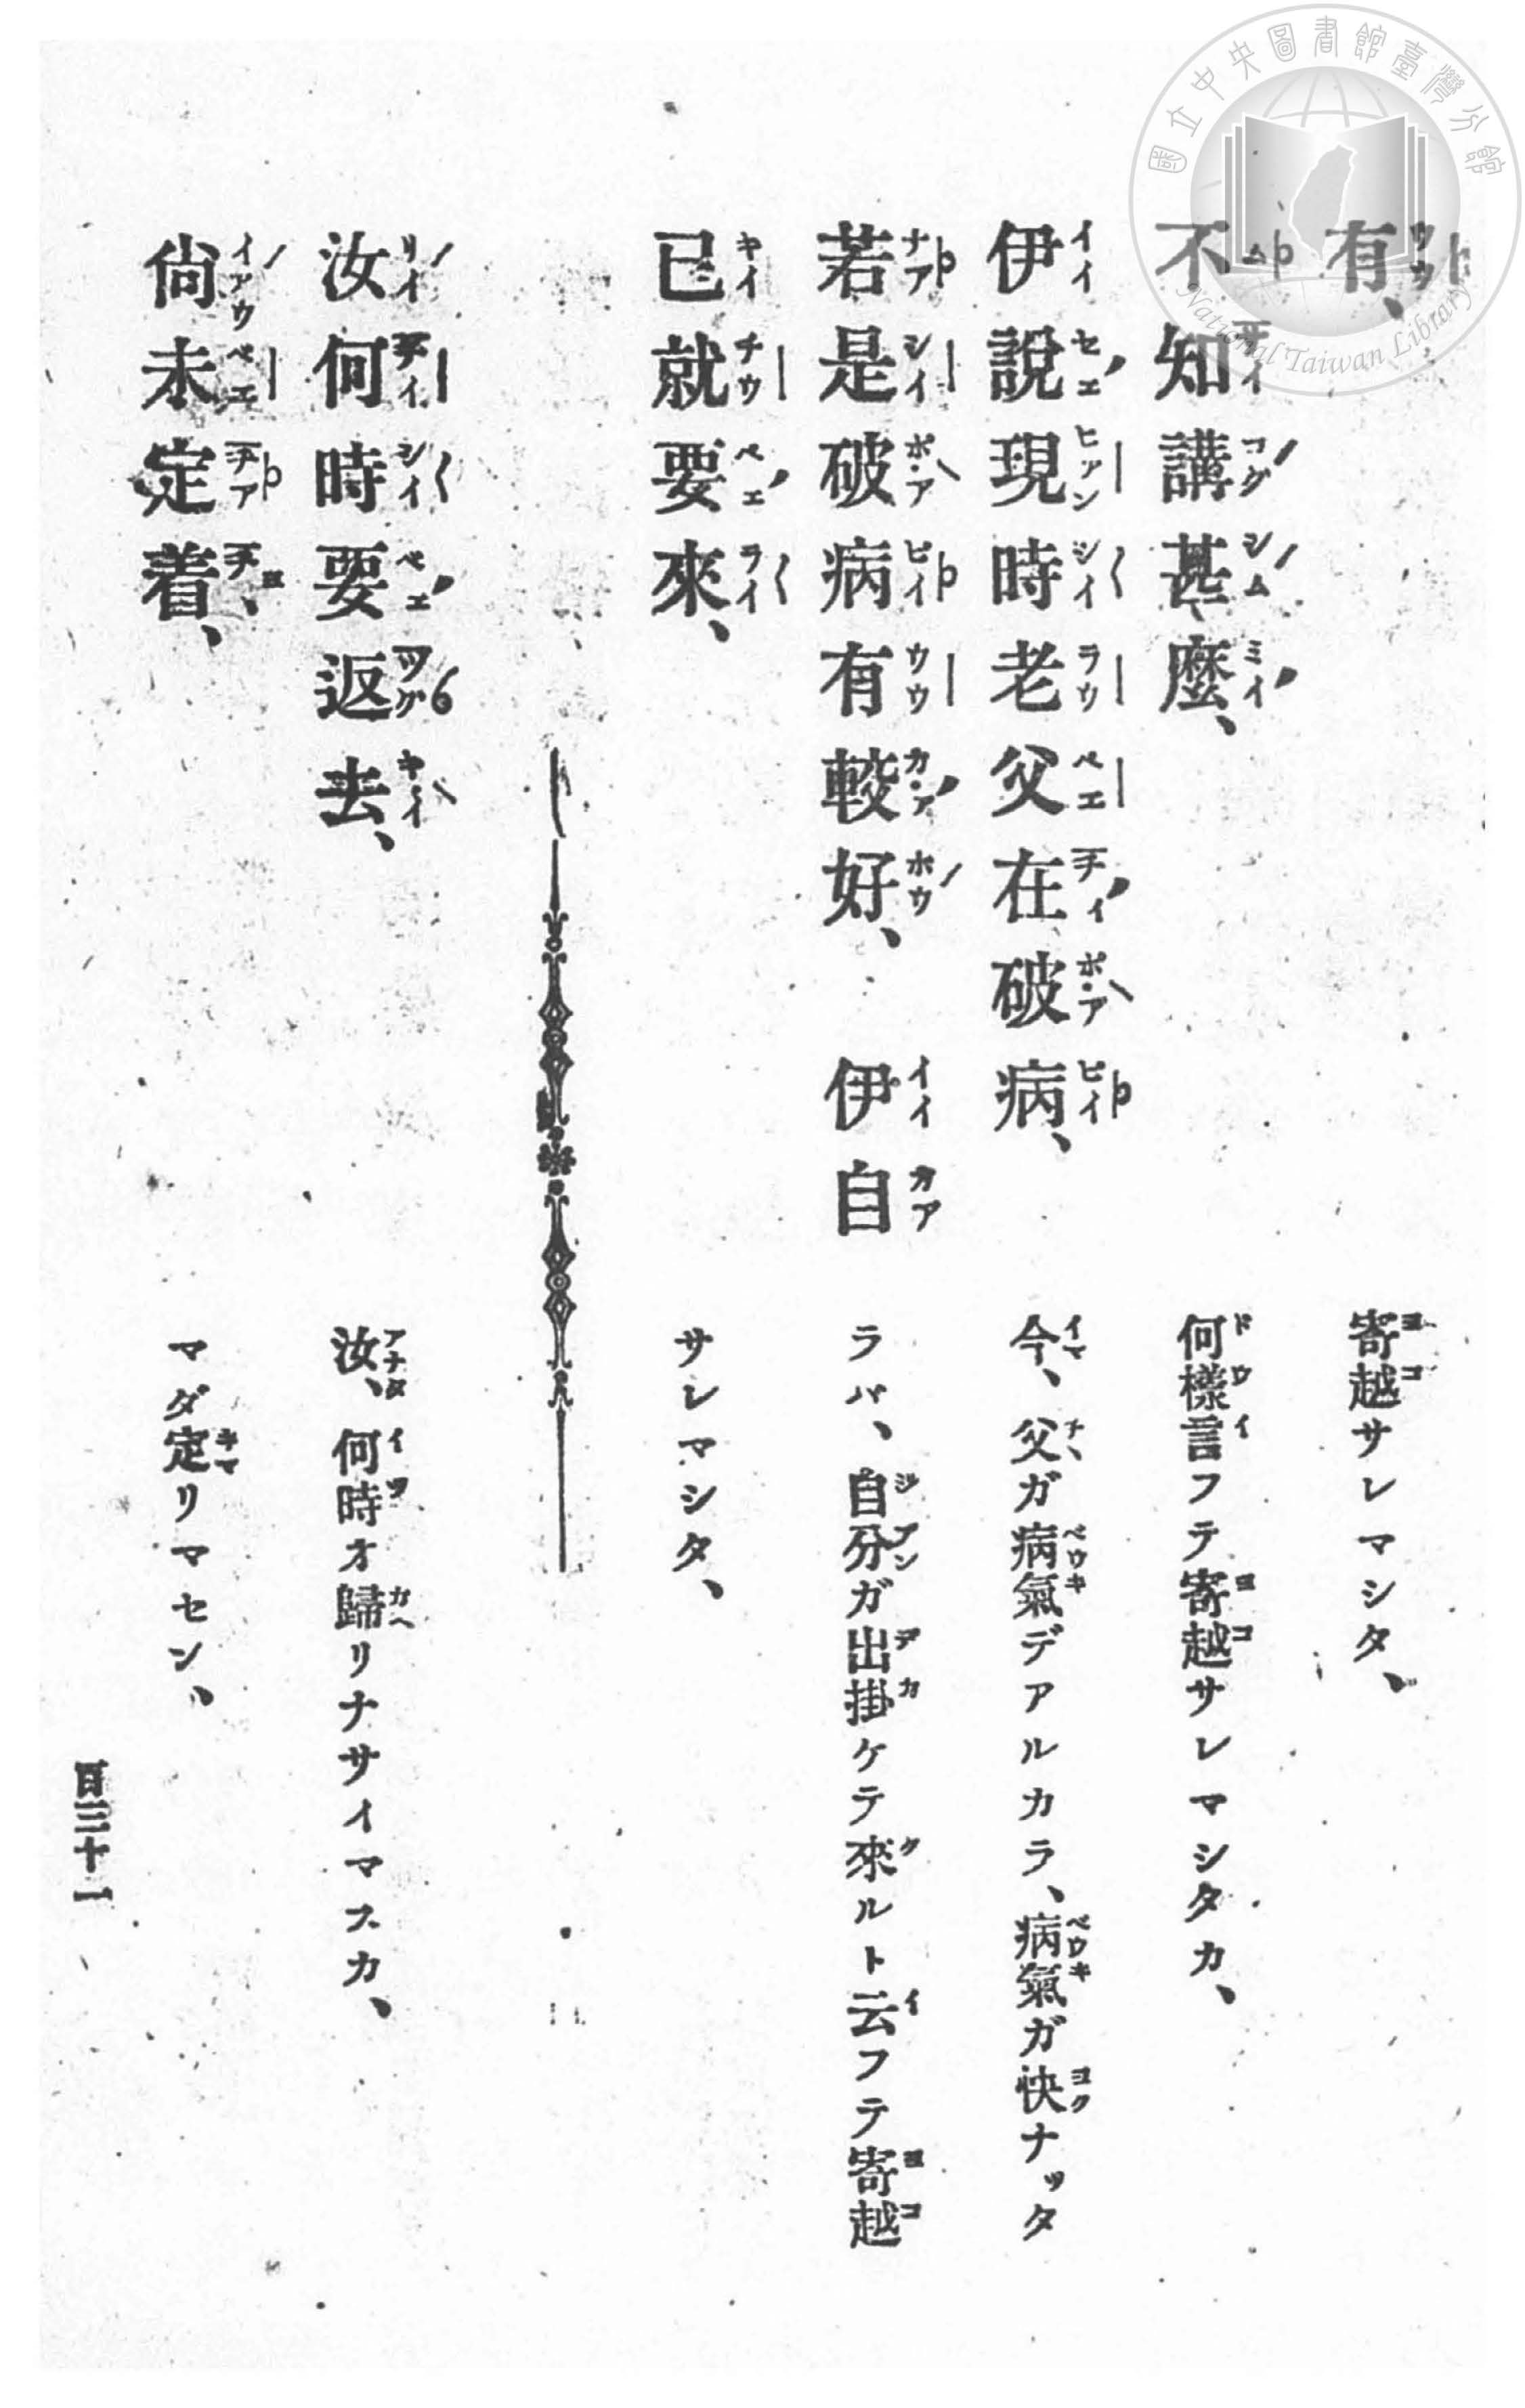 國立中央圖書館臺灣分館
National Taiwan Library
有、
寄越サレマシタ、
不知講甚麼、
何樣言フテ寄越サレマシタカ、
伊說現時老父在破病、
今、父ガ病氣デアルカラ、病氣ガ快ナッタ
若是破病有較好、 伊自
ラバ、自分ガ出掛ケテ來ルト云フテ寄越
已就要來、
サレマシタ、
汝何時要返去、
汝、何時オ歸リナサイマスカ、
尙未定着、
マダ定リマセン、
百三十一